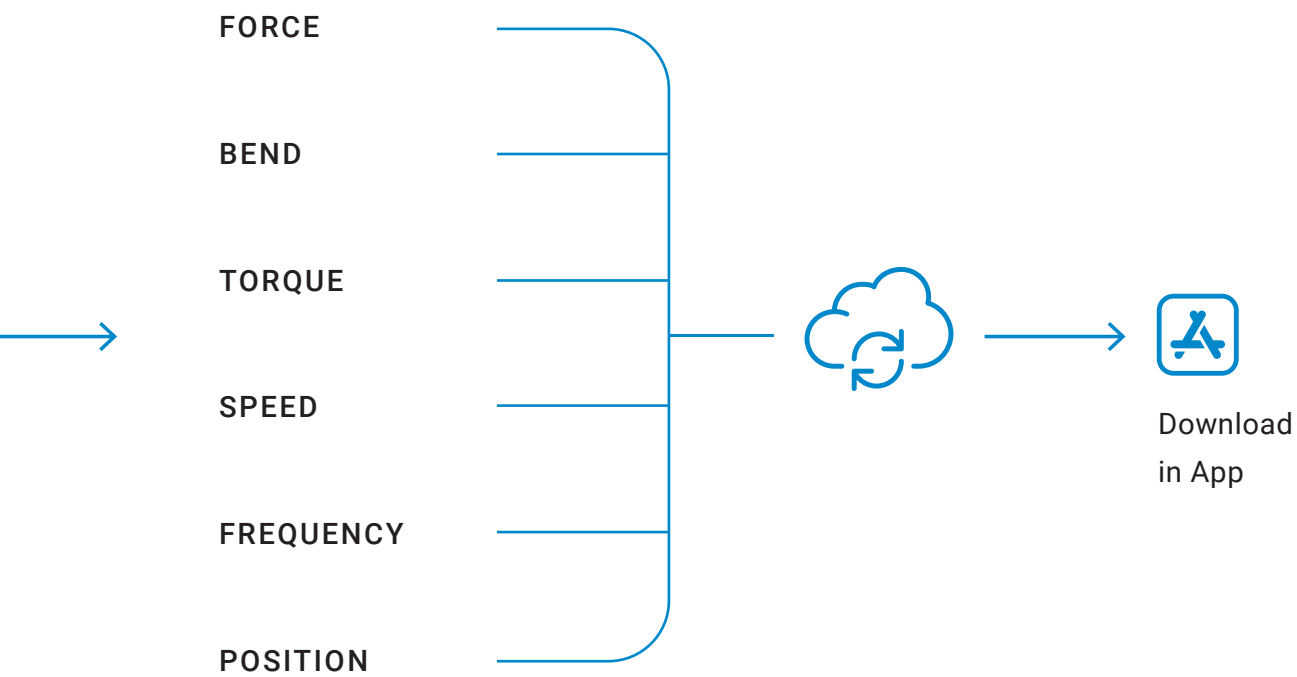 FORCE
BEND
TORQUE
SPEED
FREQUENCY
POSITION
Download
in App